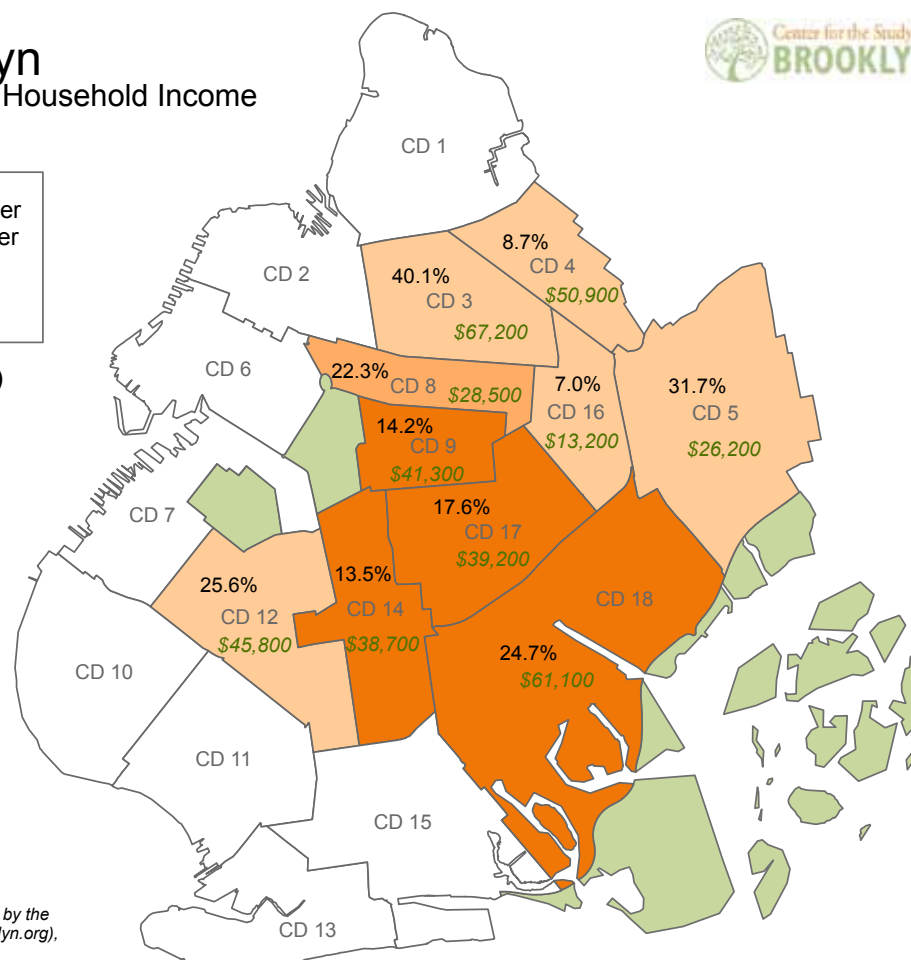 yn
Household Income
Center for the Study
BROOKLY
er
er
)
CD 1
CD 2
8.7%
CD 4
$50,900
40.1%
CD 3
$67,200
CD 6
22.3%
CD 8
$28,500
7.0%
CD 16
$13,200
31.7%
CD 5
$26,200
14.2%
CD 9
$41,300
CD 7
17.6%
CD 17
$39,200
25.6%
CD 12
$45,800
13.5%
CD 14
$38,700
CD 18
24.7%
$61,100
CD 10
CD 11
CD 15
CD 13
by the
lyn.org),